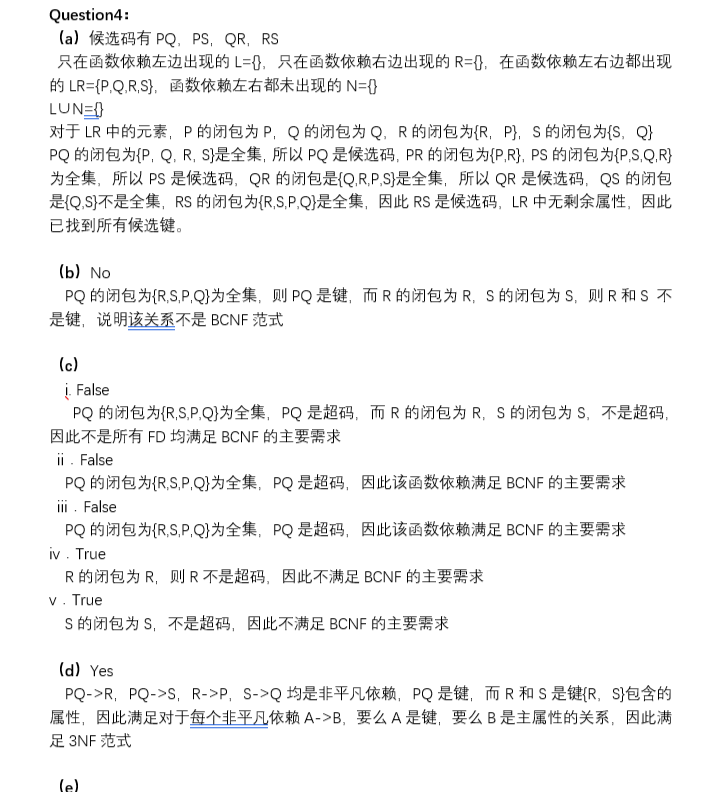 Question4：
（a）候选码有 PQ，PS，QR，RS
只在函数依赖左边出现的 L={}，只在函数依赖右边出现的 R={}，在函数依赖左右边都出现
的 LR={P,Q,R,S}，函数依赖左右都未出现的 N={}
L∪N={}
对于 LR 中的元素，P 的闭包为 P，Q 的闭包为 Q，R 的闭包为{R，P}，S 的闭包为{S，Q}
PQ 的闭包为{P，Q，R，S}是全集，所以 PQ 是候选码，PR 的闭包为{P,R}，PS 的闭包为{P,S,Q,R}
为全集，所以 PS 是候选码，QR 的闭包是{Q,R,P,S}是全集，所以 QR 是候选码，QS 的闭包
是{Q,S}不是全集，RS 的闭包为{R,S,P,Q}是全集，因此 RS 是候选码，LR 中无剩余属性，因此
已找到所有候选键。
（b）No
PQ 的闭包为{R,S,P,Q}为全集，则 PQ 是键，而 R 的闭包为 R，S 的闭包为 S，则 R 和 S 不
是键，说明该关系不是 BCNF 范式
（c）
i. False
PQ 的闭包为{R,S,P,Q}为全集，PQ 是超码，而 R 的闭包为 R，S 的闭包为 S，不是超码，
因此不是所有 FD 均满足 BCNF 的主要需求
ii．False
PQ 的闭包为{R,S,P,Q}为全集，PQ 是超码，因此该函数依赖满足 BCNF 的主要需求
iii．False
PQ 的闭包为{R,S,P,Q}为全集，PQ 是超码，因此该函数依赖满足 BCNF 的主要需求
iv．True
R 的闭包为 R，则 R 不是超码，因此不满足 BCNF 的主要需求
v．True
S 的闭包为 S，不是超码，因此不满足 BCNF 的主要需求
（d）Yes
PQ->R，PQ->S，R->P，S->Q 均是非平凡依赖，PQ 是键，而 R 和 S 是键{R，S}包含的
属性，因此满足对于每个非平凡依赖 A->B，要么 A 是键，要么 B 是主属性的关系，因此满
足 3NF 范式
（e）